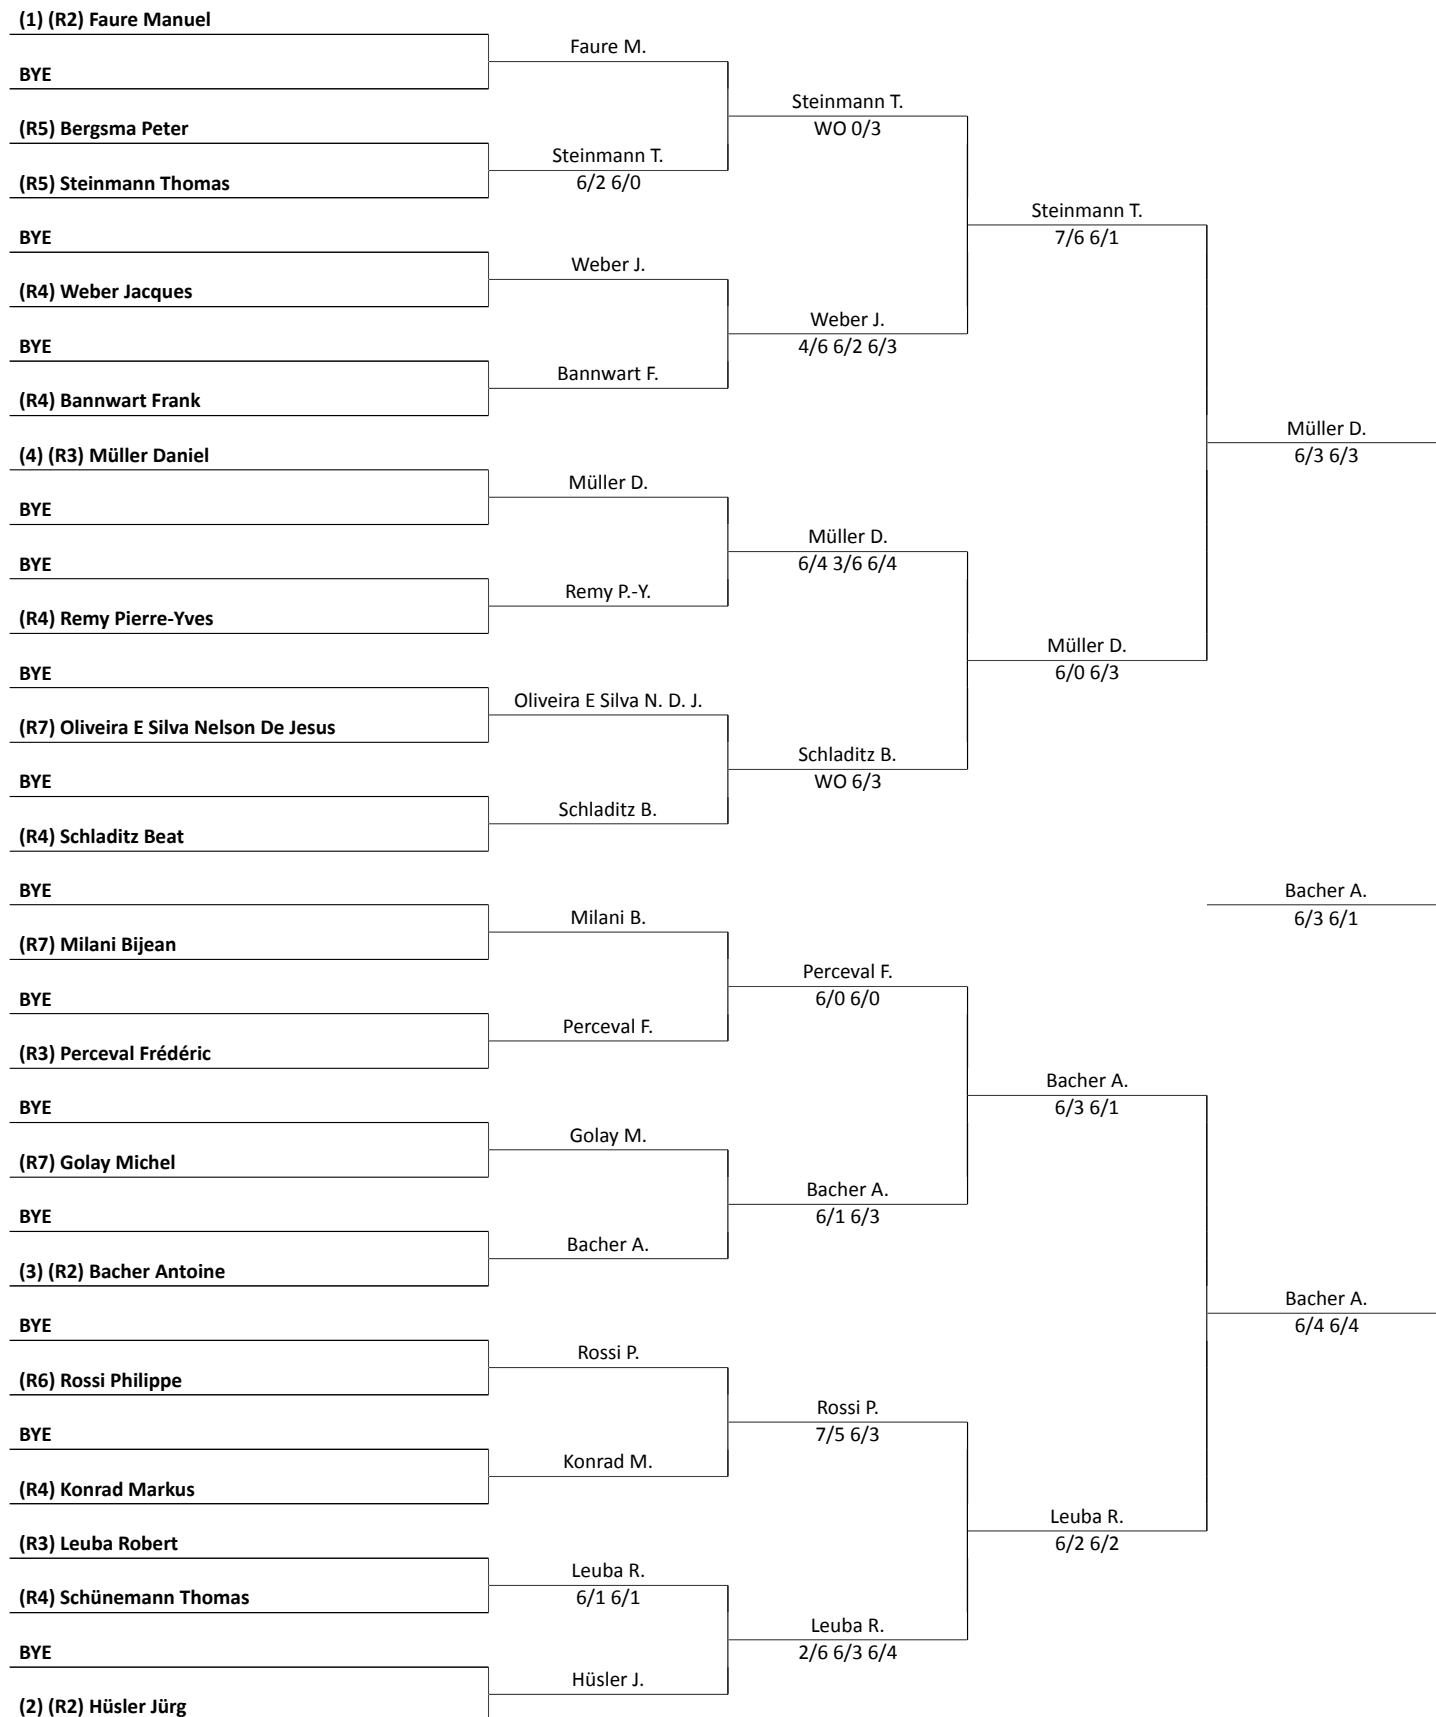 (1) (R2) Faure Manuel
Faure M.
BYE
Steinmann T.
WO 0/3
(R5) Bergsma Peter
Steinmann T.
6/2 6/0
(R5) Steinmann Thomas
Steinmann T.
7/6 6/1
BYE
Weber J.
(R4) Weber Jacques
Weber J.
4/6 6/2 6/3
BYE
Bannwart F.
(R4) Bannwart Frank
Müller D.
6/3 6/3
(4) (R3) Müller Daniel
Müller D.
BYE
Müller D.
6/4 3/6 6/4
BYE
Remy P.-Y.
(R4) Remy Pierre-Yves
Müller D.
6/0 6/3
BYE
Oliveira E Silva N. D. J.
(R7) Oliveira E Silva Nelson De Jesus
Schladitz B.
WO 6/3
BYE
Schladitz B.
(R4) Schladitz Beat
BYE
Bacher A.
6/3 6/1
Milani B.
(R7) Milani Bijean
Perceval F.
6/0 6/0
BYE
Perceval F.
(R3) Perceval Frédéric
Bacher A.
6/3 6/1
BYE
Golay M.
(R7) Golay Michel
Bacher A.
6/1 6/3
BYE
Bacher A.
(3) (R2) Bacher Antoine
Bacher A.
6/4 6/4
BYE
Rossi P.
(R6) Rossi Philippe
Rossi P.
7/5 6/3
BYE
Konrad M.
(R4) Konrad Markus
Leuba R.
6/2 6/2
(R3) Leuba Robert
Leuba R.
6/1 6/1
(R4) Schünemann Thomas
Leuba R.
2/6 6/3 6/4
BYE
Hüsler J.
(2) (R2) Hüsler Jürg